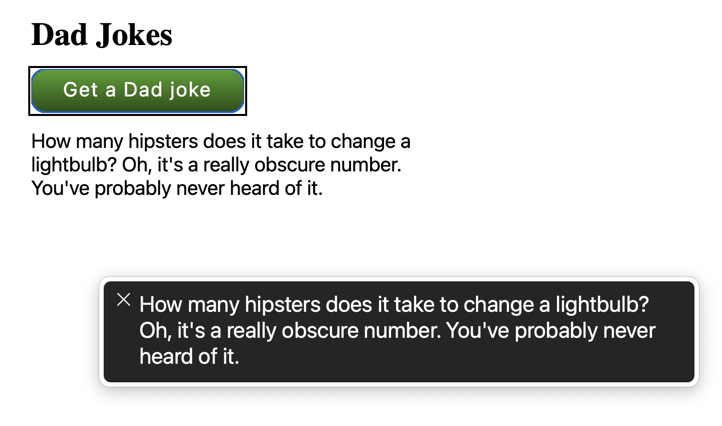 Dad Jokes
Get a Dad joke
How many hipsters does it take to change a
lightbulb? Oh, it's a really obscure number.
You've probably never heard of it.
How many hipsters does it take to change a lightbulb?
Oh, it's a really obscure number. You've probably never
heard of it.